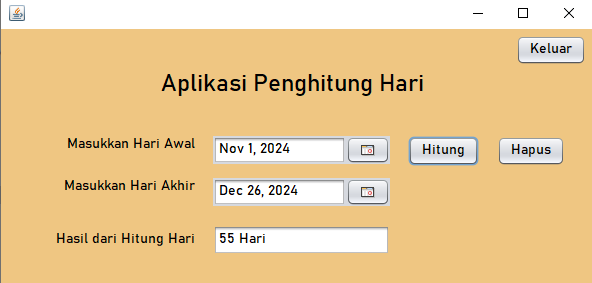 Keluar
Aplikasi Penghitung Hari
Masukkan Hari Awal Nov 1, 2024 Hitung Hapus
Masukkan Hari Akhir Dec 26, 2024
Hasil dari Hitung Hari 55 Hari